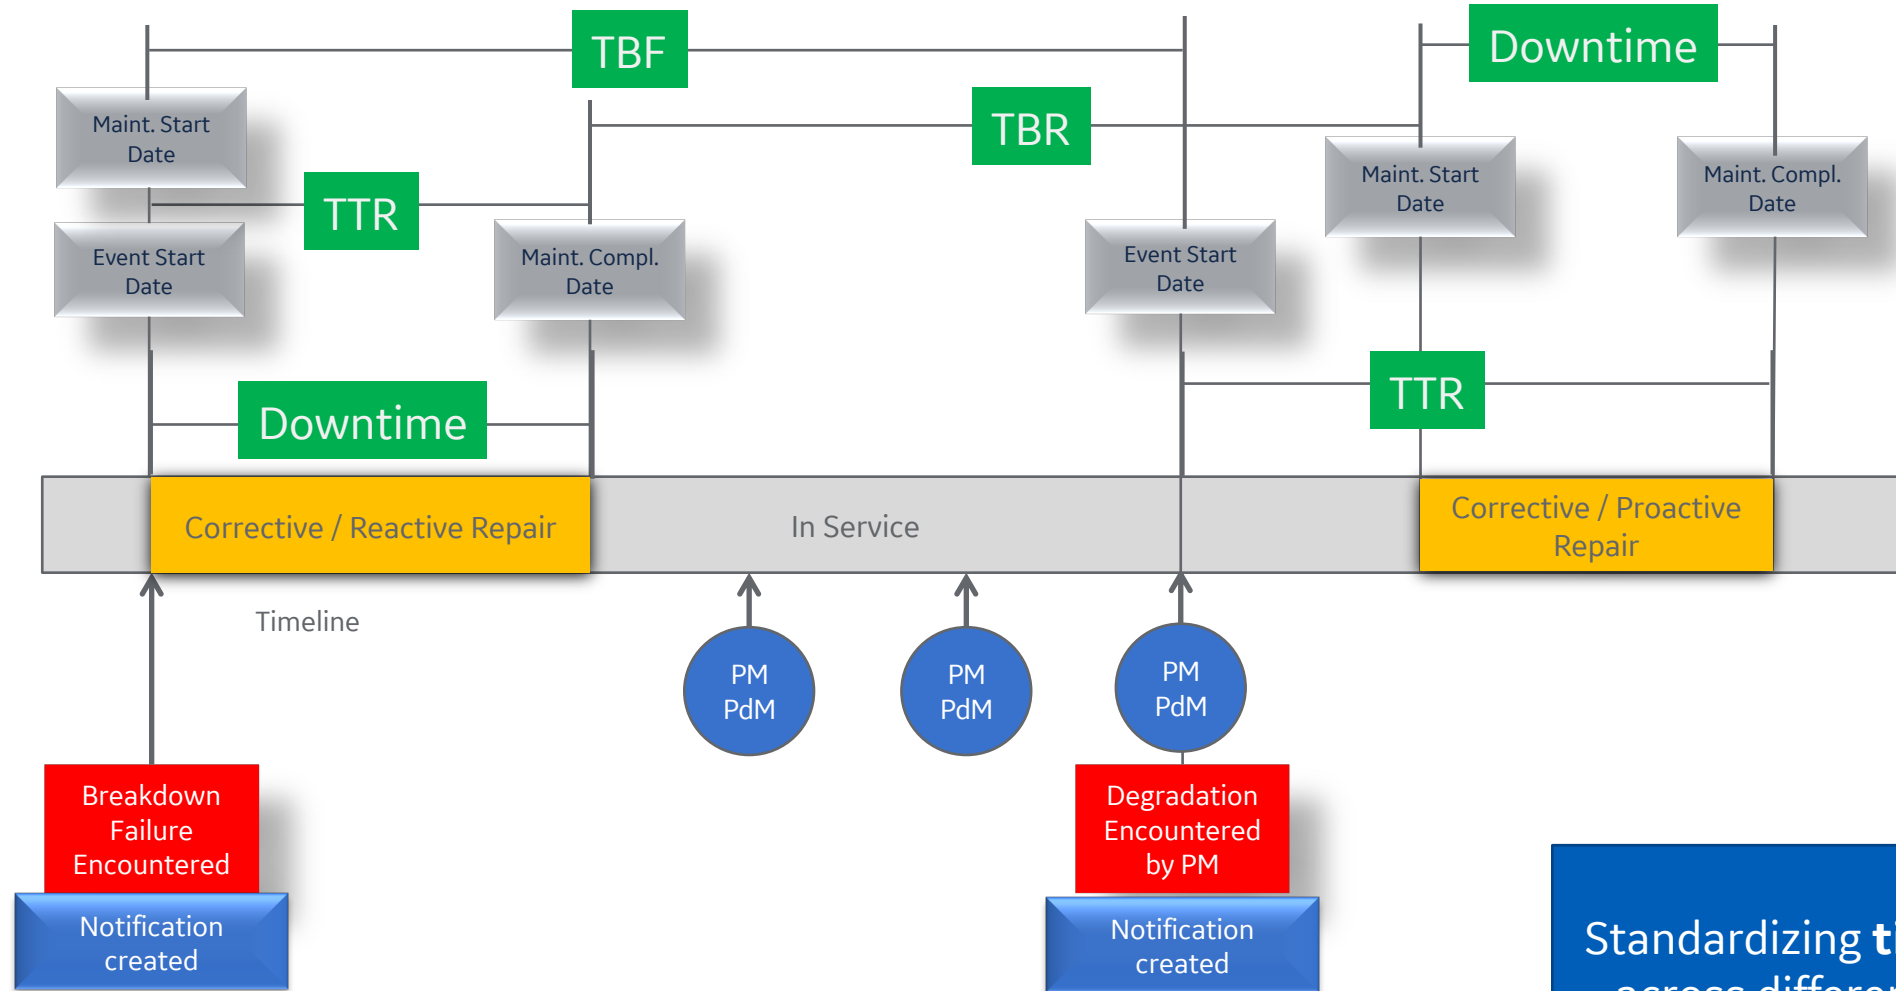 TBF
Downtime
Maint. Start
Date
TBR
Maint. Start
Date
Maint. Compl.
Date
TTR
Event Start
Date
Maint. Compl.
Date
Event Start
Date
Downtime
TTR
Corrective / Reactive Repair
In Service
Corrective / Proactive
Repair
Timeline
PM
PdM
PM
PdM
PM
PdM
Breakdown
Failure
Encountered
Notification
created
Degradation
Encountered
by PM
Notification
created
Standardizing
across